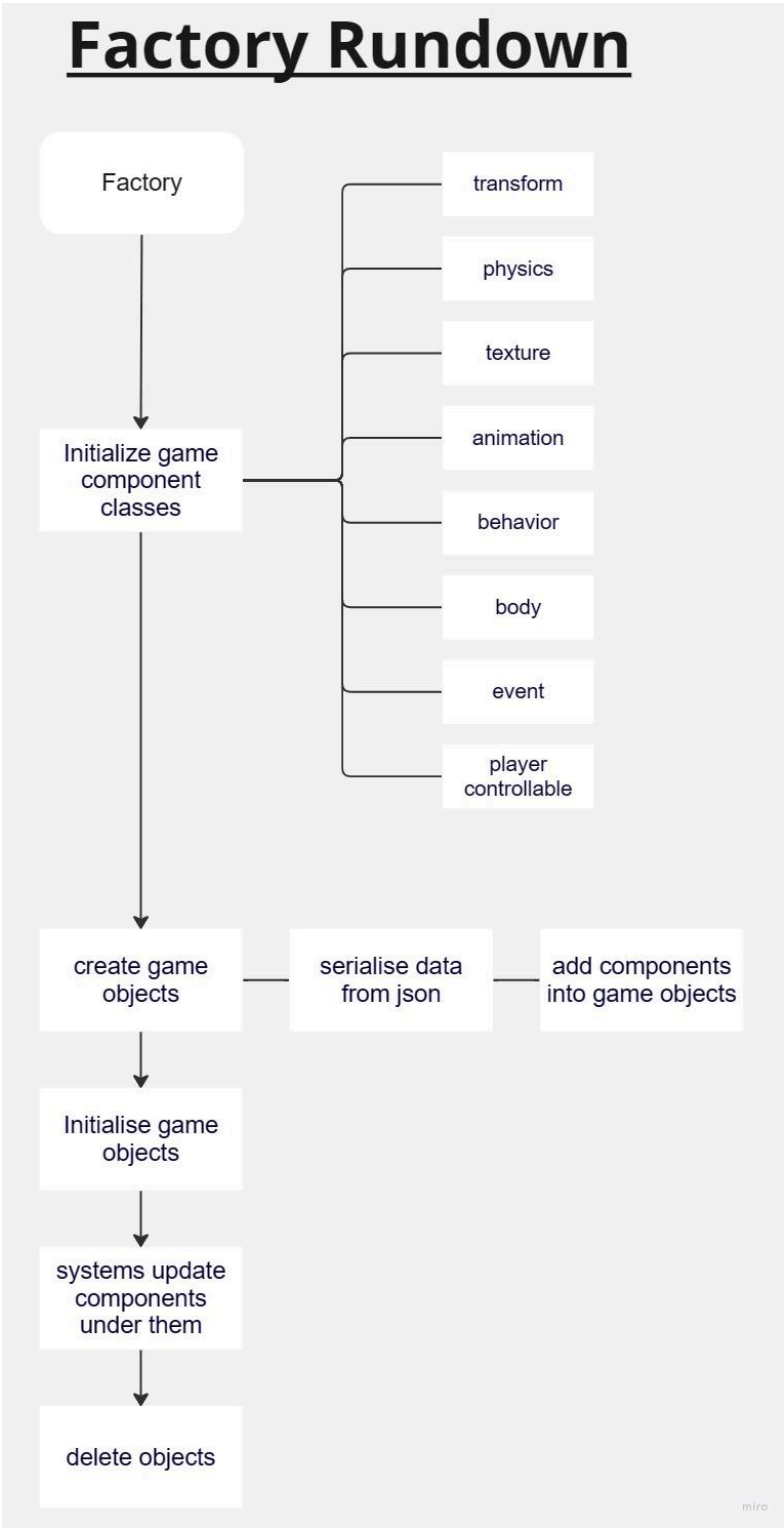 Factory Rundown
Factory
transform
physics
texture
animation
Initialize game
component
classes
behavior
body
event
player
controllable
create game
objects
serialise data
from json
add components
into game objects
Initialise game
objects
systems update
components
under them
delete objects
miro